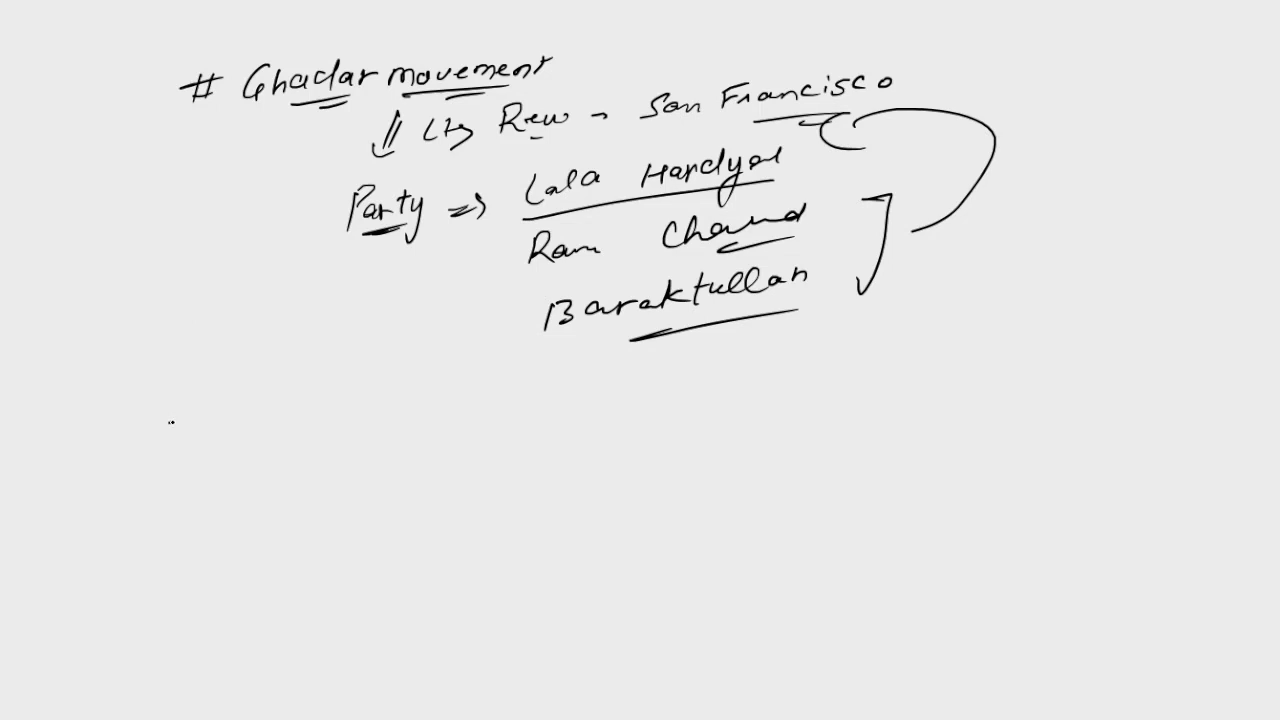 # Ghadar movement
Rew → San Francisco
Party ⇒ Lala Hardyal
Ram Chand
Baraktullah